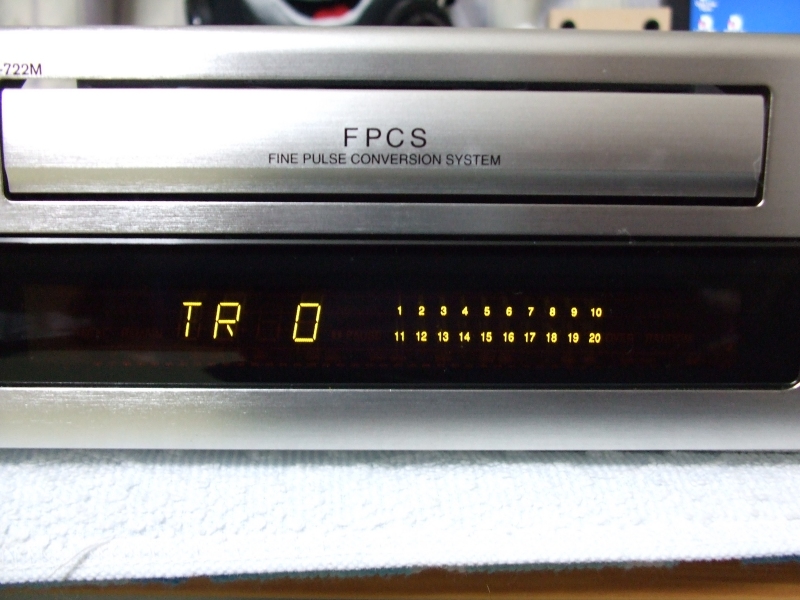 -722M
FPCS
FINE PULSE CONVERSION SYSTEM
TR 0
1 2 3 4 5 6 7 8 9 10
11 12 13 14 15 16 17 18 19 20